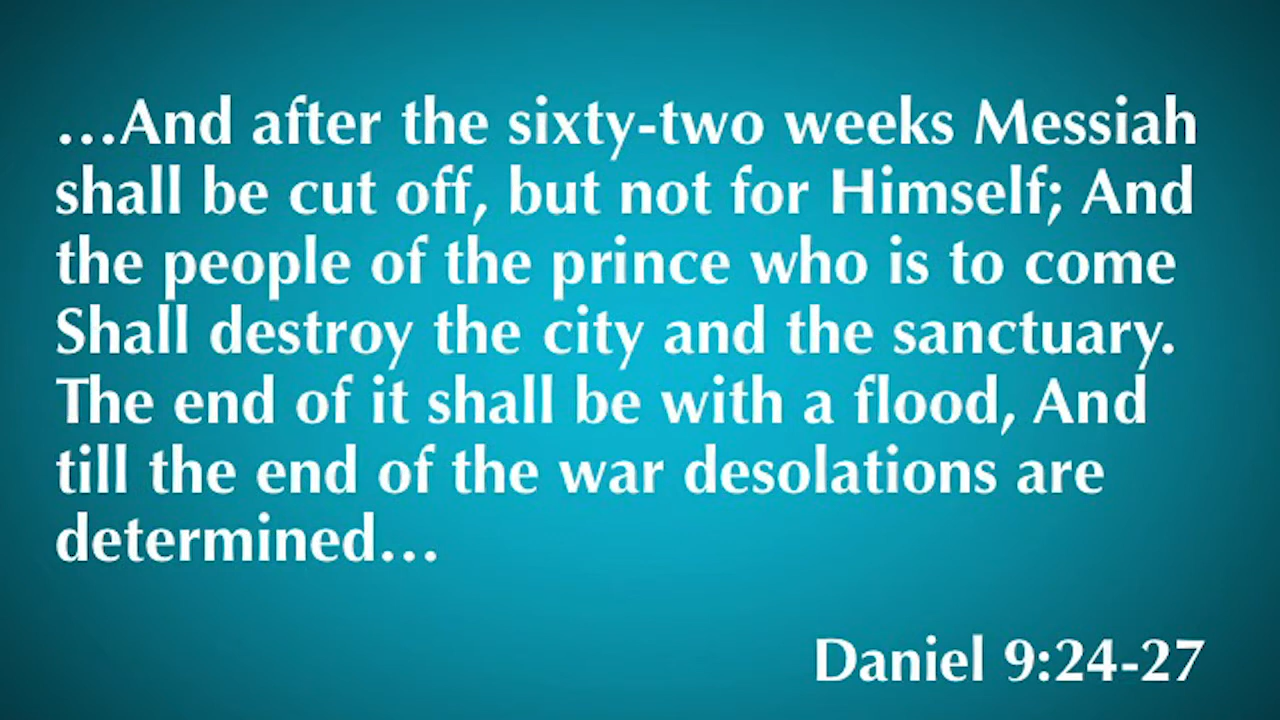 …And after the sixty-two weeks Messiah
shall be cut off, but not for Himself; And
the people of the prince who is to come
Shall destroy the city and the sanctuary.
The end of it shall be with a flood, And
till the end of the war desolations are
determined…
Daniel 9:24-27